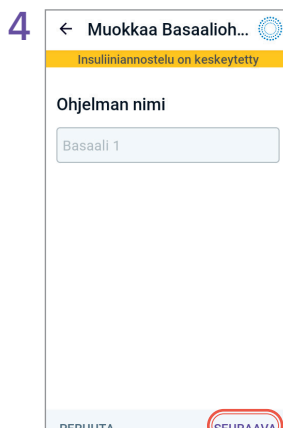 4
← Muokkaa Basaalioh...
Insuliiniannostelu on keskeytetty
Ohjelman nimi
Basaali 1
PERUUTA SEURAAVA